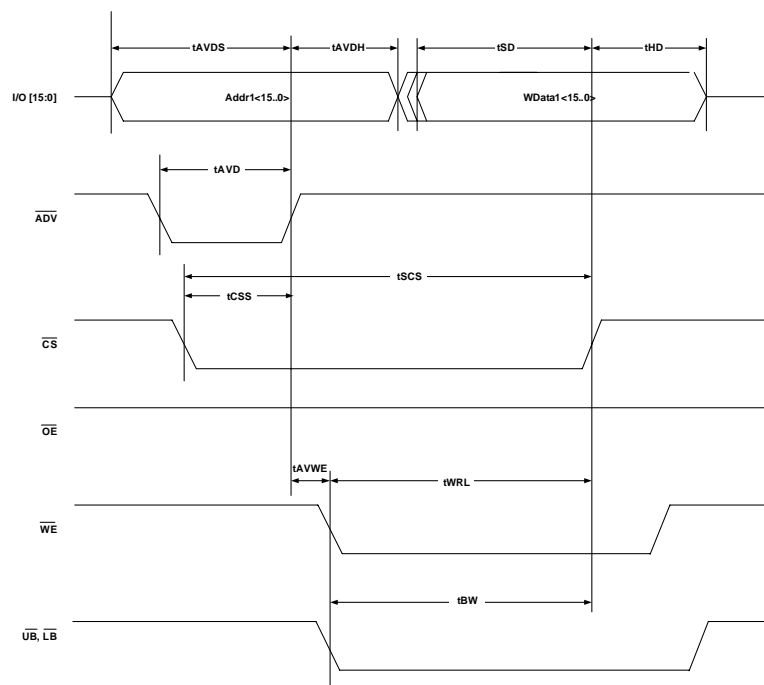 tAVDS tAVDH tSD tHD
I/O [15:0] Addr1<15..0> WData1<15..0>
tAVD
ADV
tSCS
tCSS
CS
OE
tAVWE tWRL
WE
tBW
UB, LB